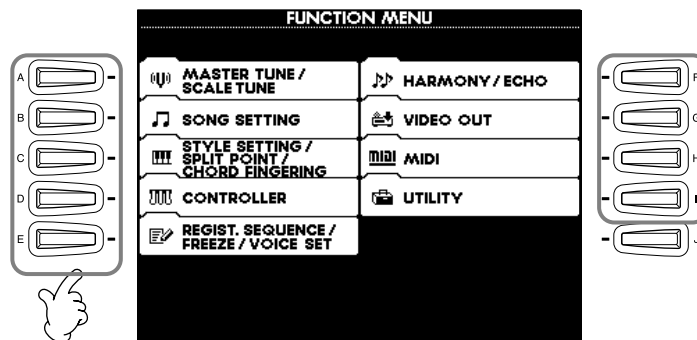 FUNCTION MENU
A
MASTER TUNE /
SCALE TUNE
HARMONY / ECHO
F
B
SONG SETTING
VIDEO OUT
G
C
STYLE SETTING /
SPLIT POINT /
CHORD FINGERING
MIDI MIDI
H
D
CONTROLLER
UTILITY
I
E
REGIST. SEQUENCE /
FREEZE / VOICE SET
J